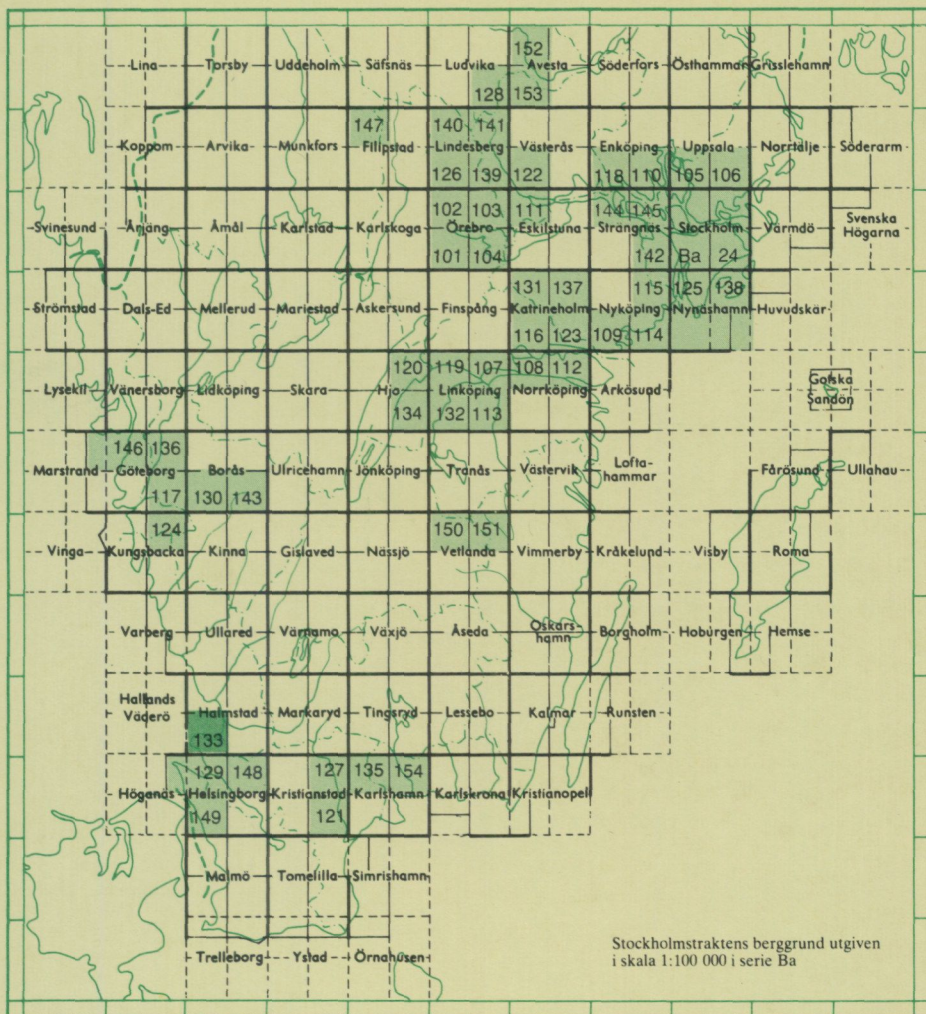 152
Lina Torsby Uddeholm Säfsnäs Ludvika Avesta Söderfors Östhammar Grisslehamn
128 153
147 140 141
Koppom Arvika Munkfors Filipstad Lindesberg Västerås Enköping Uppsala Norrtälje Söderarm
126 139 122 118 110 105 106
102 103 111 144 145
Svinesund Årjäng Åmål Karlstad Karlskoga Örebro Eskilstuna Strängnäs Stockholm Värmdö Svenska
Högarna
101 104 142 Ba 24
131 137 115 125 138
Strömstad Dals-Ed Mellerud Mariestad Askersund Finspång Katrineholm Nyköping Nynäshamn Huvudskär
116 123 109 114
120 119 107 108 112
Lysekil Vänersborg Lidköping Skara Hjo Linköping Norrköping Arkösund Gotska
Sandön
134 132 113
146 136
Marstrand Göteborg Borås Ulricehamn Jönköping Tranås Västervik Lofta-
hammar Fårösund Ullahau
117 130 143
124 150 151
Vinga Kungsbacka Kinna Gislaved Nässjö Vetlanda Vimmerby Kråkelund Visby Roma
Varberg Ullared Värnamo Växjö Åseda Oskars-
hamn Borgholm Hoburgen Hemse
Hallands
Väderö Halmstad Markaryd Tingsryd Lessebo Kalmar Runsten
133
129 148 127 135 154
Höganäs Helsingborg Kristianstad Karlshamn Karlskrona Kristianopel
149 121
Malmö Tomelilla Simrishamn
Stockholmstraktens berggrund utgiven
i skala 1:100 000 i serie Ba
Trelleborg Ystad Örnahusen